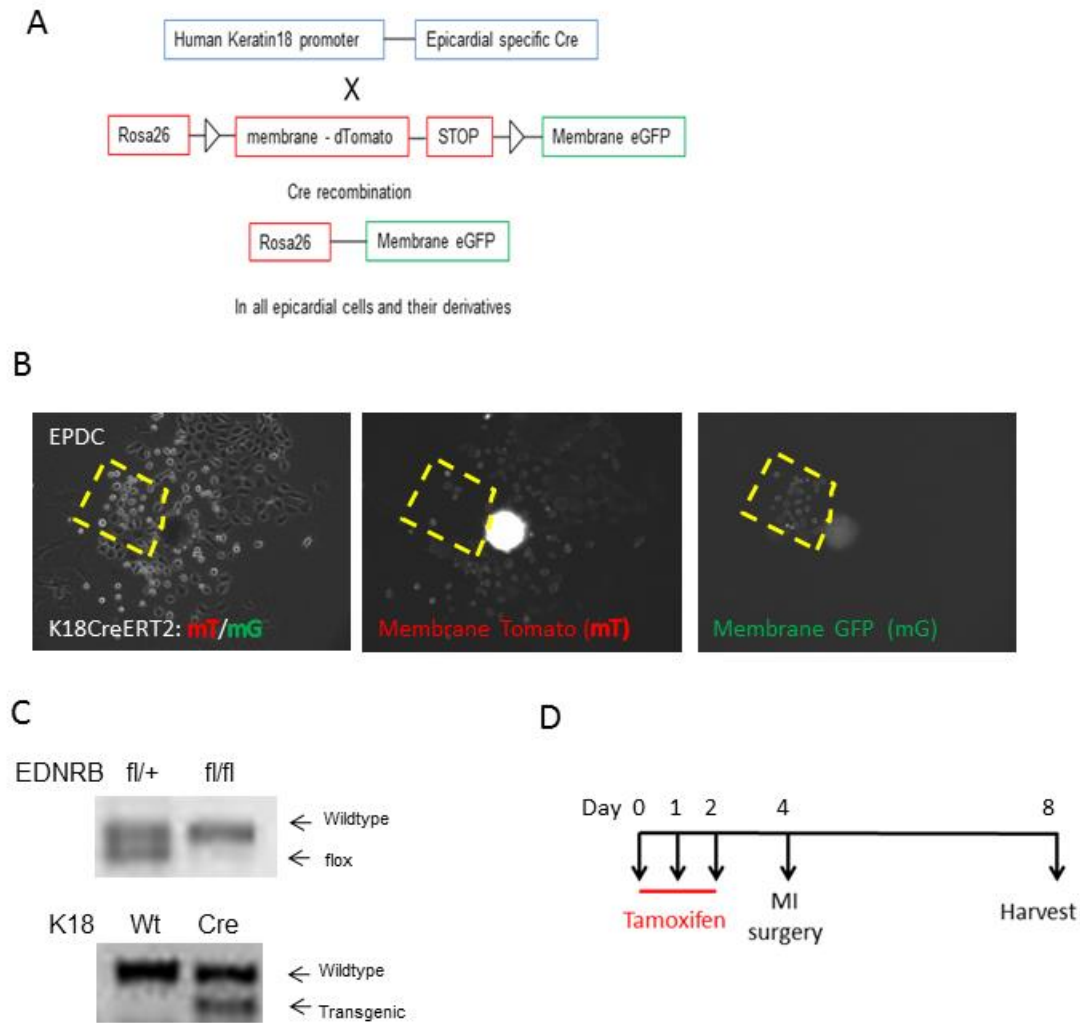 A
Human Keratin18 promoter
Epicardial specific Cre
X
Rosa26
membrane - dTomato
STOP
Membrane eGFP
Cre recombination
Rosa26
Membrane eGFP
In all epicardial cells and their derivatives
B
EPDC
K18CreERT2: mT/mG
Membrane Tomato (mT)
Membrane GFP (mG)
C
EDNRB fl/+ fl/fl
Wildtype
flox
K18 Wt Cre
Wildtype
Transgenic
D
Day 0 1 2 4 8
Tamoxifen
MI
surgery
Harvest